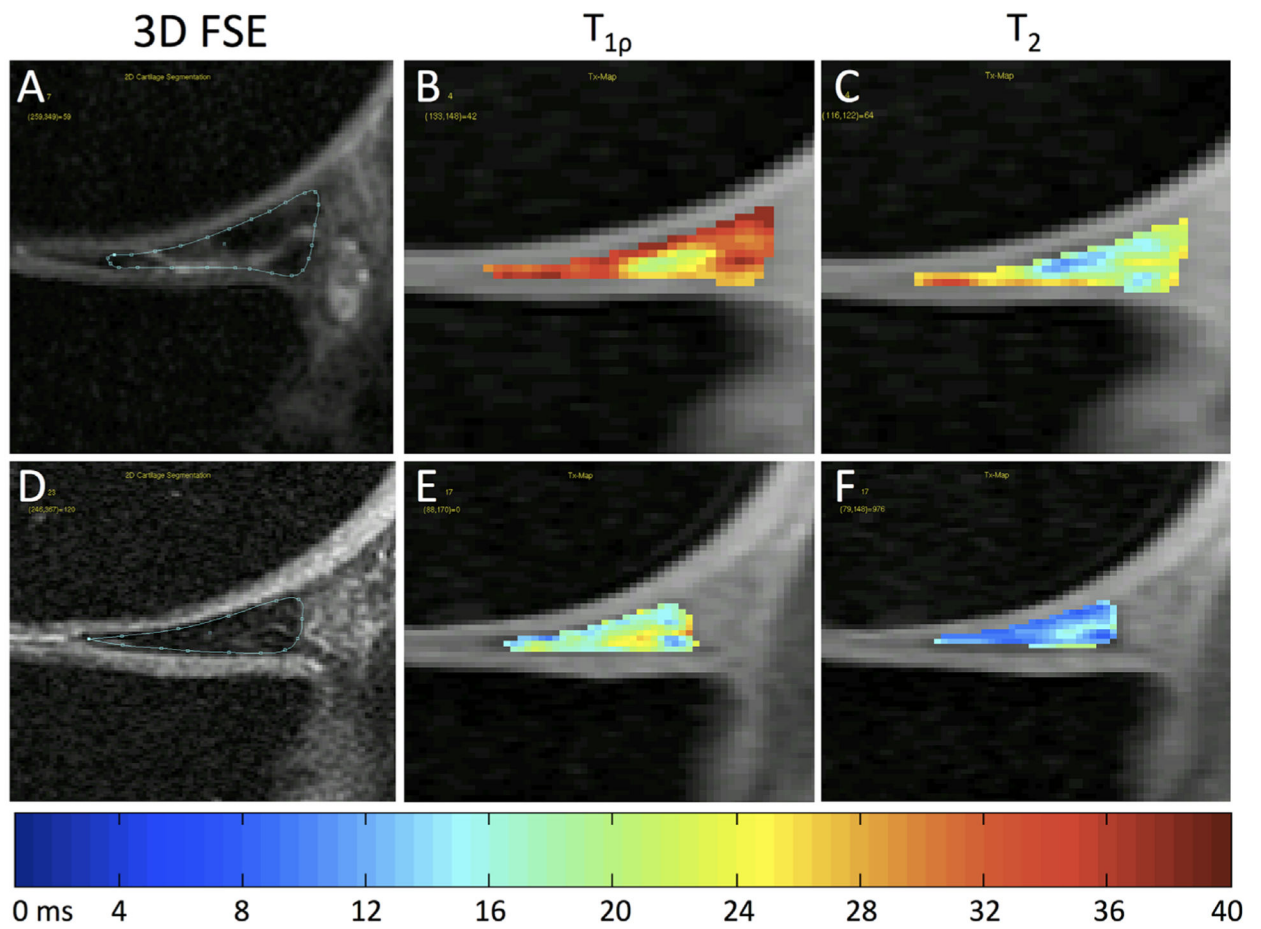 3D FSE
T1ρ
T2
A
2D Cartilage Segmentation
7
(259,349)=59
B
Tx-Map
4
(133,148)=42
C
Tx-Map
4
(116,122)=64
D
2D Cartilage Segmentation
23
(246,367)=120
E
Tx-Map
17
(88,170)=0
F
Tx-Map
17
(79,148)=976
0 ms 4 8 12 16 20 24 28 32 36 40